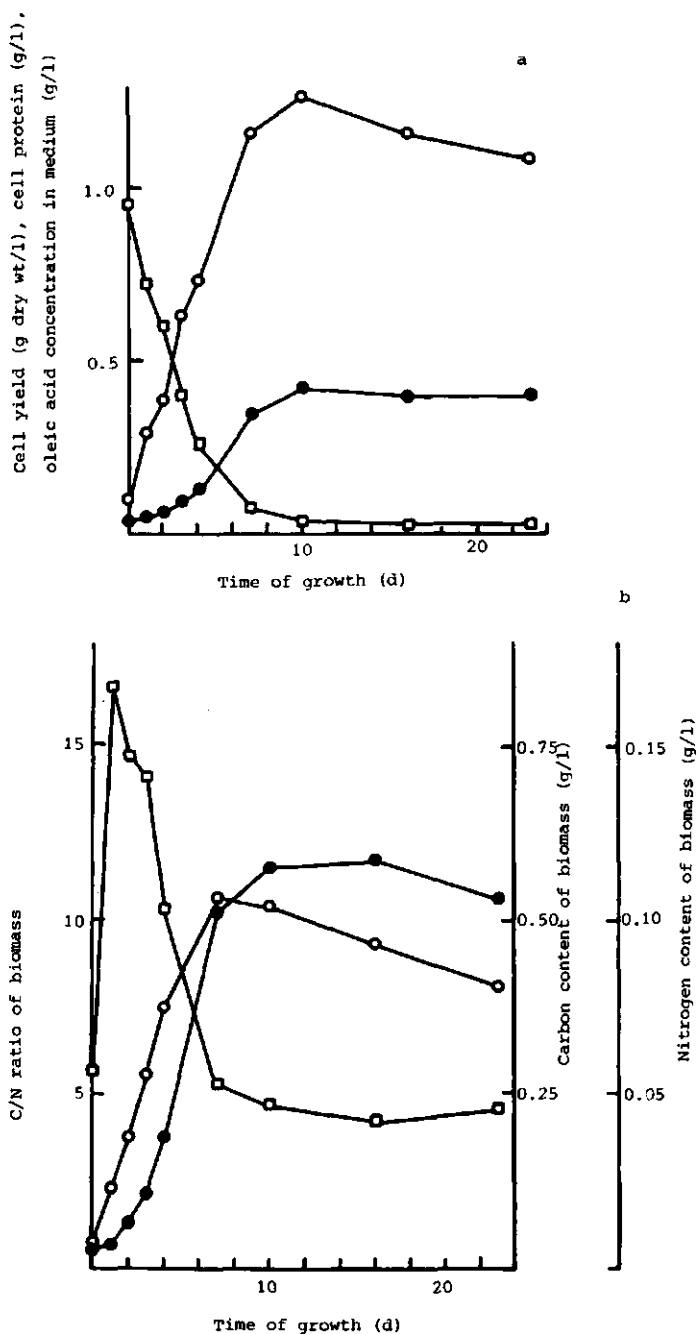 Cell yield (g dry wt/l), cell protein (g/l),
oleic acid concentration in medium (g/l)
a
1.0
0.5
10
20
Time of growth (d)
b
C/N ratio of biomass
15
10
5
0.75
0.50
0.25
Carbon content of biomass (g/l)
0.15
0.10
0.05
Nitrogen content of biomass (g/l)
10
20
Time of growth (d)